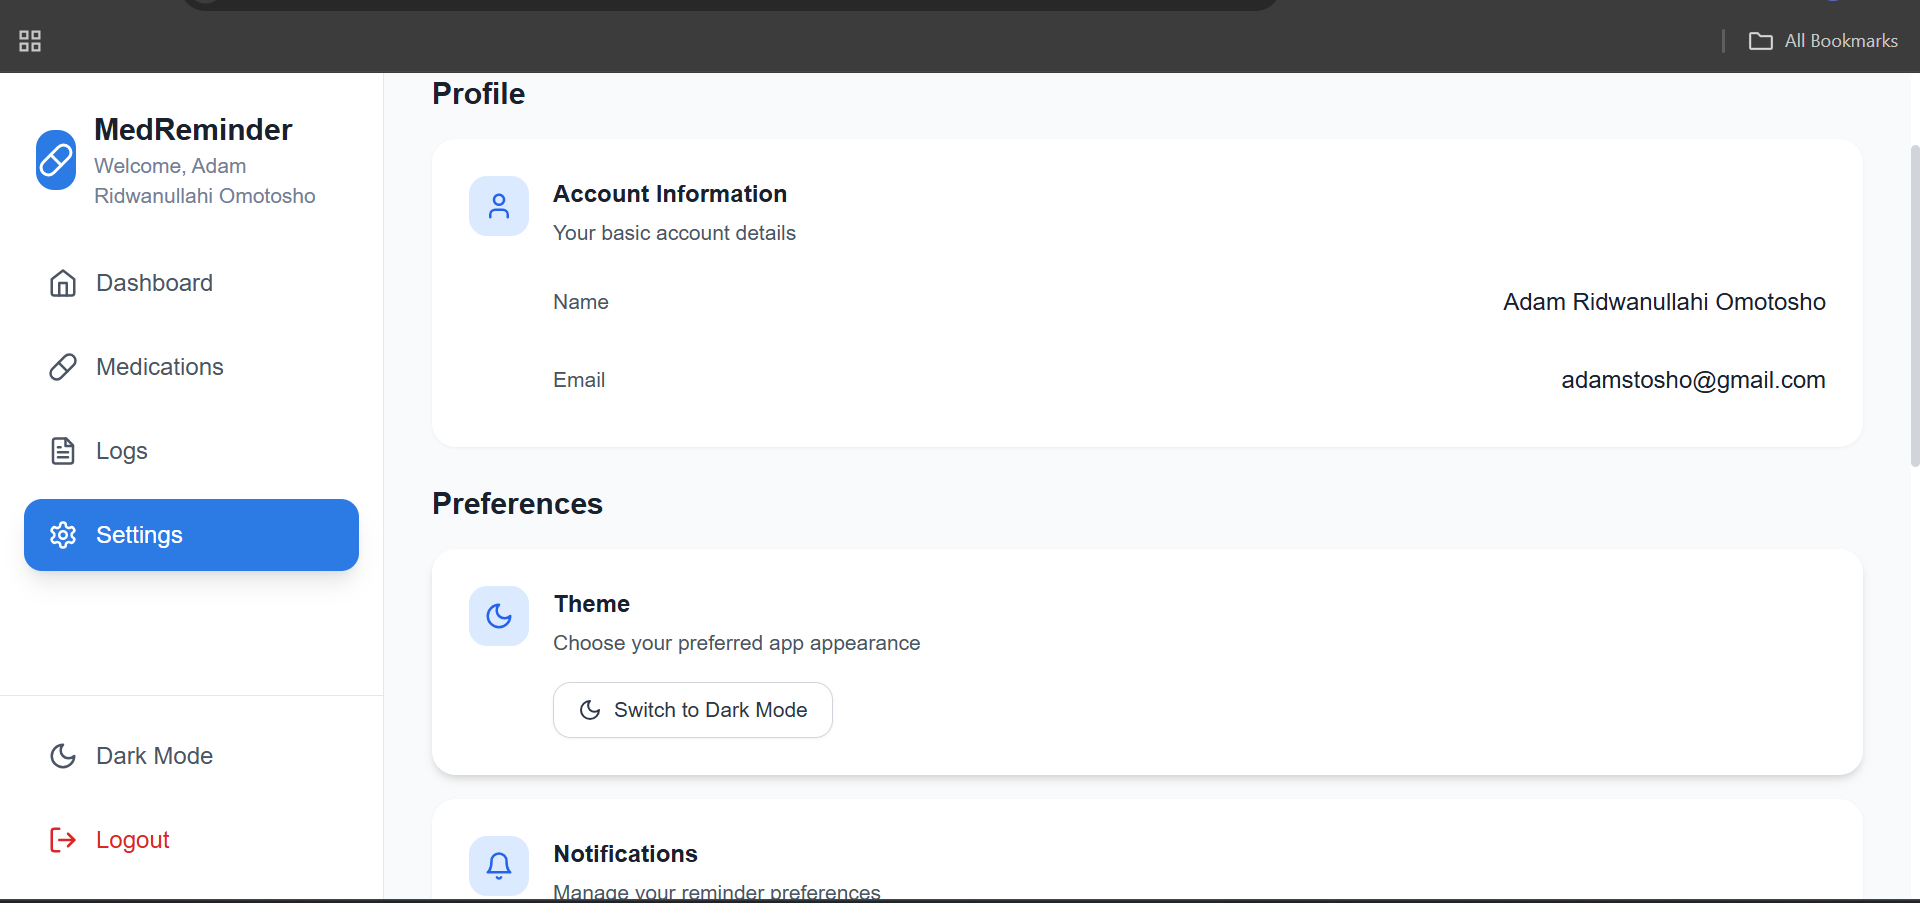 All Bookmarks
MedReminder
Welcome, Adam
Ridwanullahi Omotosho
Dashboard
Medications
Logs
Settings
Dark Mode
Logout
Profile
Account Information
Your basic account details
Name
Adam Ridwanullahi Omotosho
Email
adamstosho@gmail.com
Preferences
Theme
Choose your preferred app appearance
Switch to Dark Mode
Notifications
Manage your reminder preferences